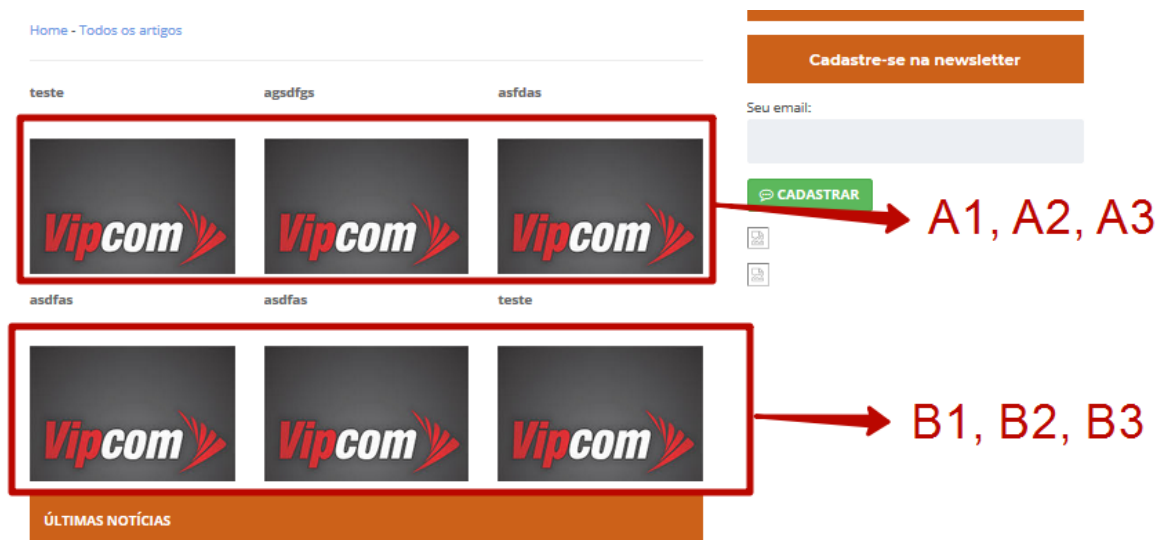 Home - Todos os artigos
Cadastre-se na newsletter
teste agsdfgs asfdas
Seu email:
Vipcom Vipcom Vipcom
CADASTRAR
A1, A2, A3
asdfas asdfas teste
Vipcom Vipcom Vipcom
B1, B2, B3
ÚLTIMAS NOTÍCIAS